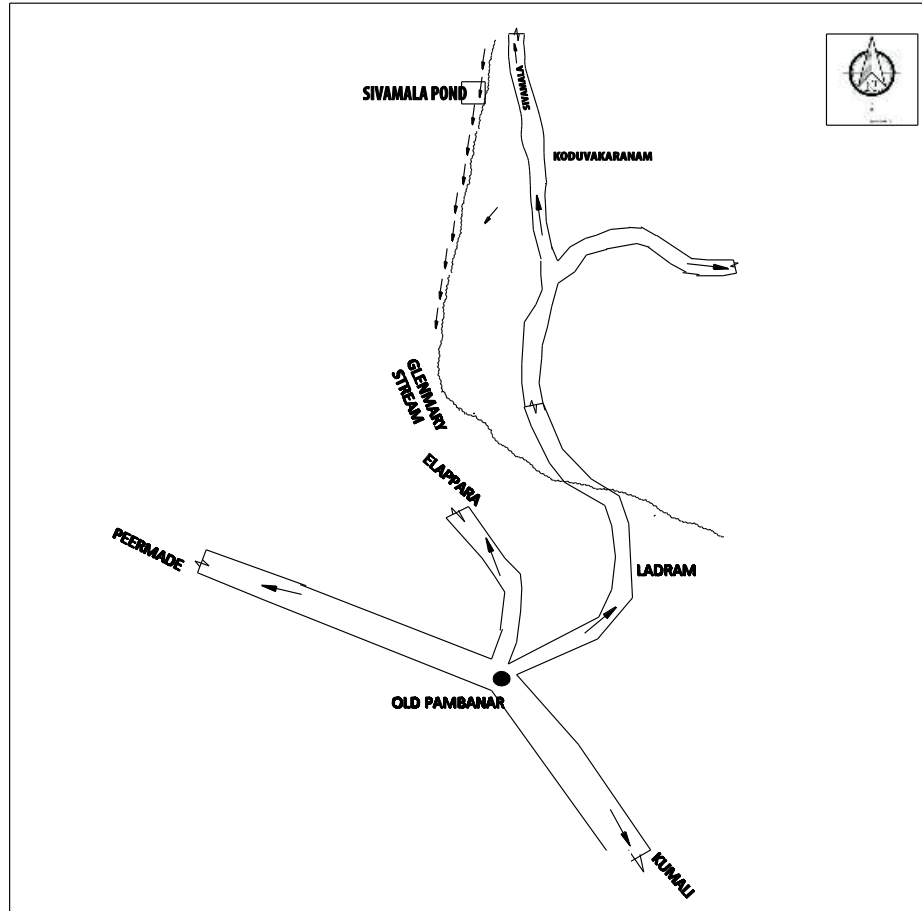 SIVAMALA POND
SIVAMALA
KODUVAKARANAM
GLENMARY
STREAM
ELAPPARA
PEERMADE
LADRAM
OLD PAMBANAR
KUMALI